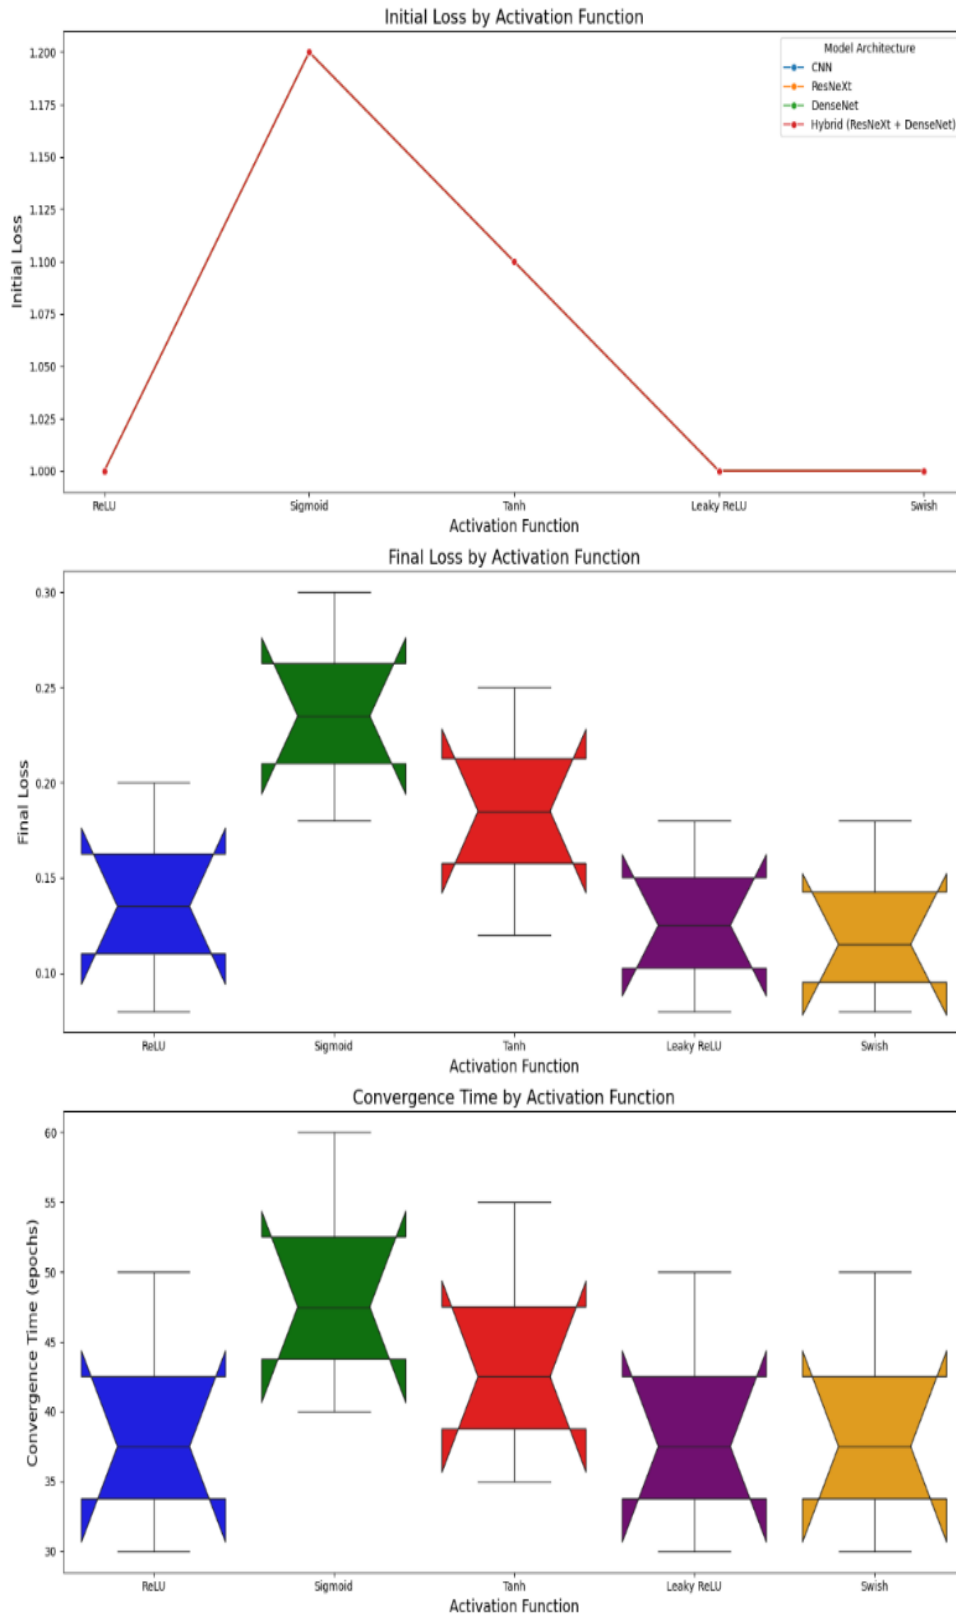 Initial Loss by Activation Function
Model Architecture
CNN
ResNeXt
DenseNet
Hybrid (ResNeXt + DenseNet)
1.200
1.175
1.150
1.125
1.100
1.075
1.050
1.025
1.000
Initial Loss
ReLU Sigmoid Tanh Leaky ReLU Swish
Activation Function
Final Loss by Activation Function
0.30
0.25
0.20
0.15
0.10
Final Loss
ReLU Sigmoid Tanh Leaky ReLU Swish
Activation Function
Convergence Time by Activation Function
60
55
50
45
40
35
30
Convergence Time (epochs)
ReLU Sigmoid Tanh Leaky ReLU Swish
Activation Function